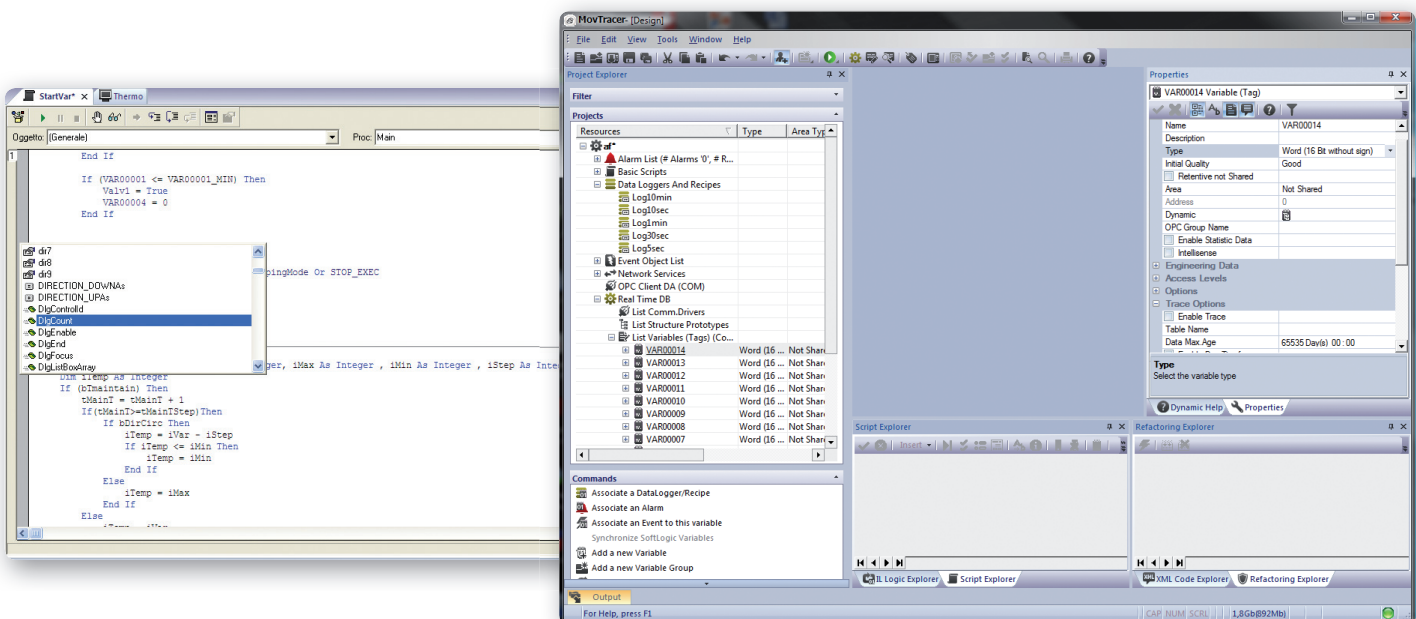 StartVar* × Thermo
Oggetto: (Generale) Proc: Main
1
End If
If (VAR00001 <= VAR00001_MIN) Then
Valv1 = True
VAR00004 = 0
End If
dir7
dir8
dir9
DIRECTION_DOWNAs
DIRECTION_UPAs
DlgControlId
DlgCount
DlgEnable
DlgEnd
DlgFocus
DlgListBoxArray
pingMode Or STOP_EXEC
ger, iMax As Integer , iMin As Integer , iStep As Inte
Dim iTemp As Integer
If (bTmaintain) Then
tMainT = tMainT + 1
If(tMainT>=tMainTStep)Then
If bDirCirc Then
iTemp = iVar - iStep
If iTemp <= iMin Then
iTemp = iMin
End If
Else
iTemp = iMax
End If
Else
MovTracer- [Design]
File Edit View Tools Window Help
Project Explorer
Filter
Projects
Resources Type Area Typ
af*
Alarm List (# Alarms '0', # R...
Basic Scripts
Data Loggers And Recipes
Log10min
Log10sec
Log1min
Log30sec
Log5sec
Event Object List
Network Services
OPC Client DA (COM)
Real Time DB
List Comm.Drivers
List Structure Prototypes
List Variables (Tags) (Co...
VAR00014 Word (16 ... Not Shar
VAR00013 Word (16 ... Not Shar
VAR00012 Word (16 ... Not Shar
VAR00011 Word (16 ... Not Shar
VAR00010 Word (16 ... Not Shar
VAR00009 Word (16 ... Not Shar
VAR00008 Word (16 ... Not Shar
VAR00007 Word (16 ... Not Shar
Commands
Associate a DataLogger/Recipe
Associate an Alarm
Associate an Event to this variable
Synchronize SoftLogic Variables
Add a new Variable
Add a new Variable Group
Output
For Help, press F1
Properties
VAR00014 Variable (Tag)
Name VAR00014
Description
Type Word (16 Bit without sign)
Initial Quality Good
Retentive not Shared
Area Not Shared
Address 0
Dynamic
OPC Group Name
Enable Statistic Data
Intellisense
Engineering Data
Access Levels
Options
Trace Options
Enable Trace
Table Name
Data Max.Age 65535 Day(s) 00:00
Type
Select the variable type
Dynamic Help Properties
Script Explorer
Insert
IL Logic Explorer Script Explorer
Refactoring Explorer
XML Code Explorer Refactoring Explorer
CAP NUM SCRL 1,8Gb(892Mb)